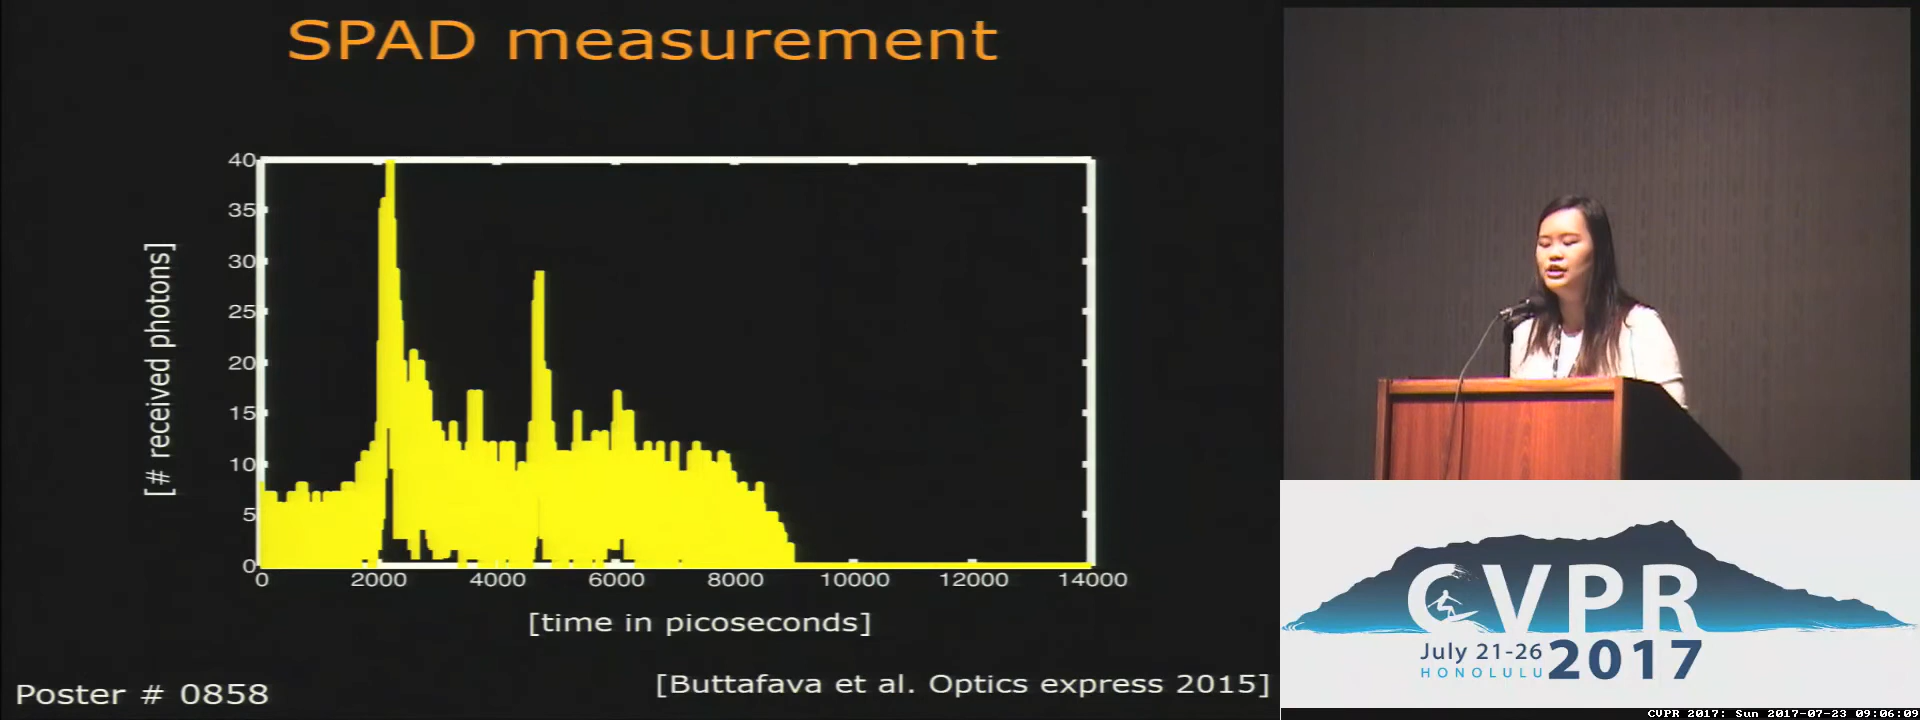 SPAD measurement
[# received photons]
40
35
30
25
20
15
10
5
0
0 2000 4000 6000 8000 10000 12000 14000
[time in picoseconds]
[Buttafava et al. Optics express 2015]
Poster # 0858
CVPR
July 21-26
HONOLULU
2017
CVPR 2017: Sun 2017-07-23 09:06:09